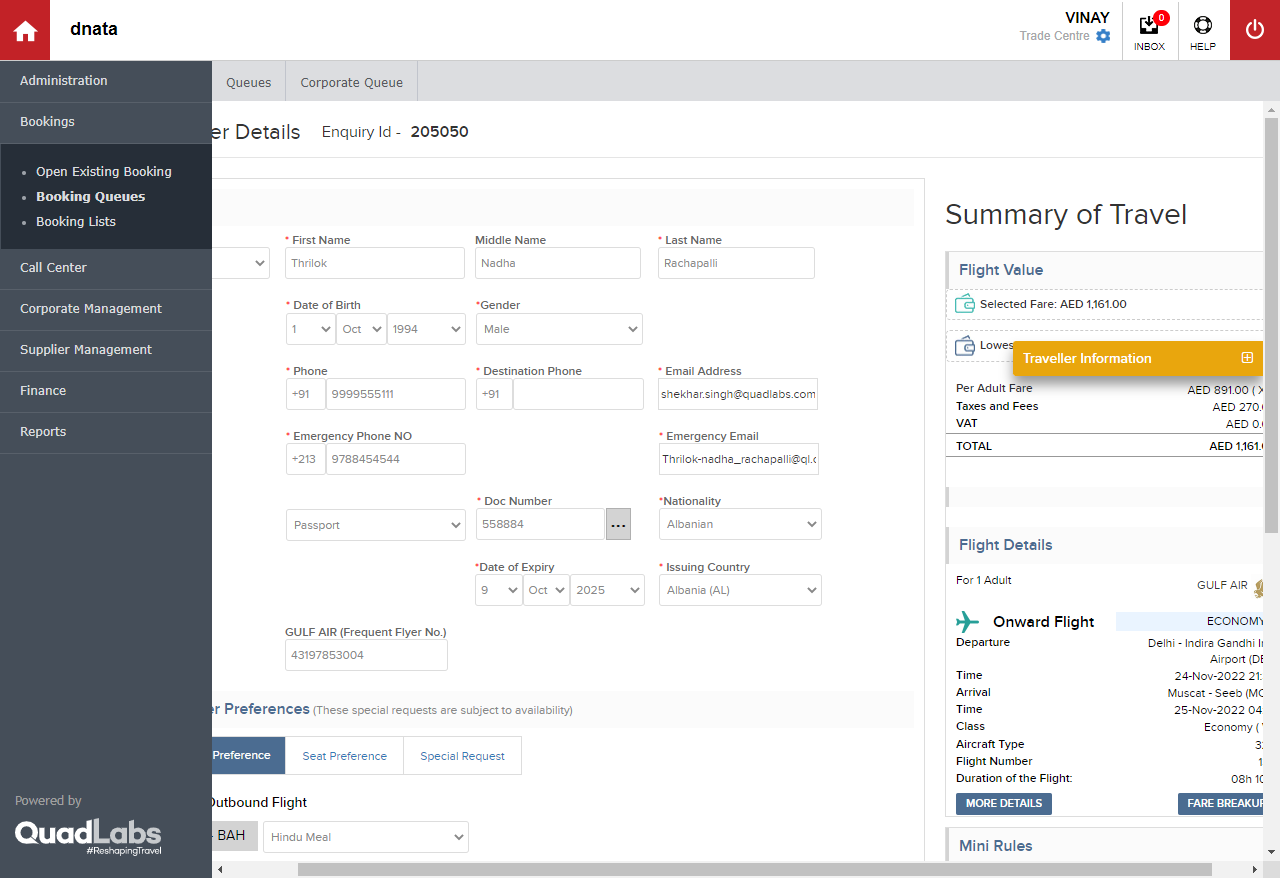 dnata
VINAY
Trade Centre
0
INBOX
HELP
Administration
Bookings
Open Existing Booking
Booking Queues
Booking Lists
Call Center
Corporate Management
Supplier Management
Finance
Reports
Powered by
QuadLabs
#ReshapingTravel
Queues
Corporate Queue
er Details Enquiry Id - 205050
* First Name
Middle Name
* Last Name
Thrilok
Nadha
Rachapalli
* Date of Birth
*Gender
1
Oct
1994
Male
* Phone
* Destination Phone
* Email Address
+91
9999555111
+91
shekhar.singh@quadlabs.com
* Emergency Phone NO
* Emergency Email
+213
9788454544
Thrilok-nadha_rachapalli@ql.c
* Doc Number
*Nationality
Passport
558884
...
Albanian
*Date of Expiry
* Issuing Country
9
Oct
2025
Albania (AL)
GULF AIR (Frequent Flyer No.)
43197853004
er Preferences (These special requests are subject to availability)
Preference
Seat Preference
Special Request
Outbound Flight
- BAH
Hindu Meal
Summary of Travel
Flight Value
Selected Fare: AED 1,161.00
Lowes
Traveller Information
Per Adult Fare AED 891.00 ( X
Taxes and Fees AED 270.
VAT AED 0.
TOTAL AED 1,161.
Flight Details
For 1 Adult
GULF AIR
Onward Flight ECONOMY
Departure Delhi - Indira Gandhi In
Airport (DE
Time 24-Nov-2022 21:
Arrival Muscat - Seeb (MC
Time 25-Nov-2022 04
Class Economy (
Aircraft Type 3
Flight Number 1
Duration of the Flight: 08h 10
MORE DETAILS
FARE BREAKUP
Mini Rules